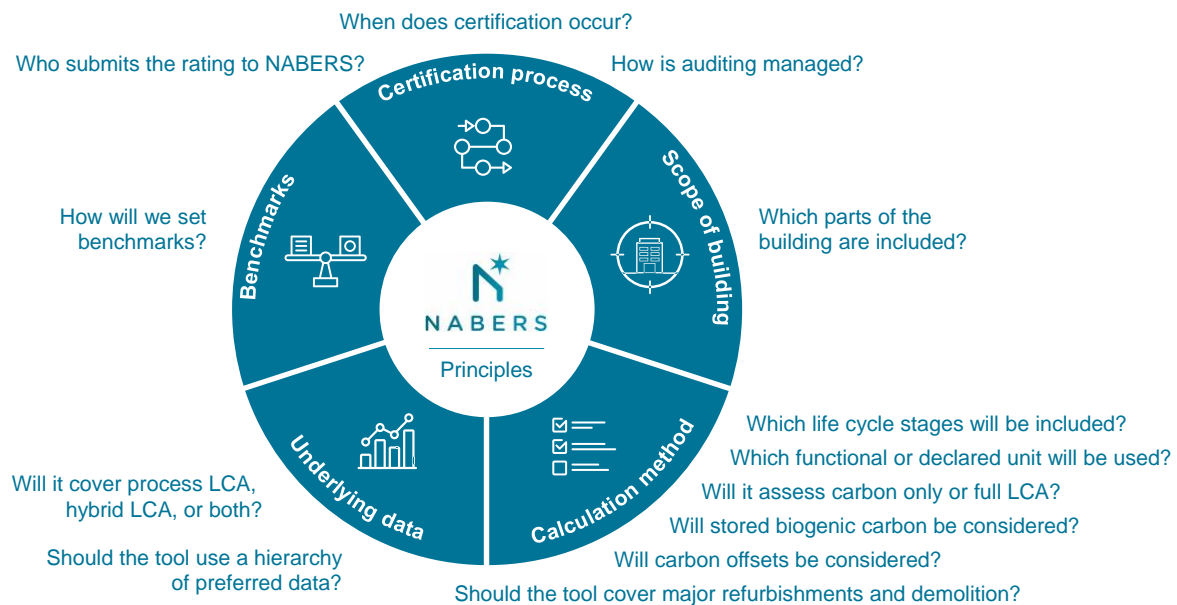 When does certification occur?
Who submits the rating to NABERS?
How is auditing managed?
Certification process
Scope of building
Which parts of the
building are included?
Benchmarks
How will we set
benchmarks?
NABERS
Principles
Underlying data
Will it cover process LCA,
hybrid LCA, or both?
Should the tool use a hierarchy
of preferred data?
Calculation method
Which life cycle stages will be included?
Which functional or declared unit will be used?
Will it assess carbon only or full LCA?
Will stored biogenic carbon be considered?
Will carbon offsets be considered?
Should the tool cover major refurbishments and demolition?